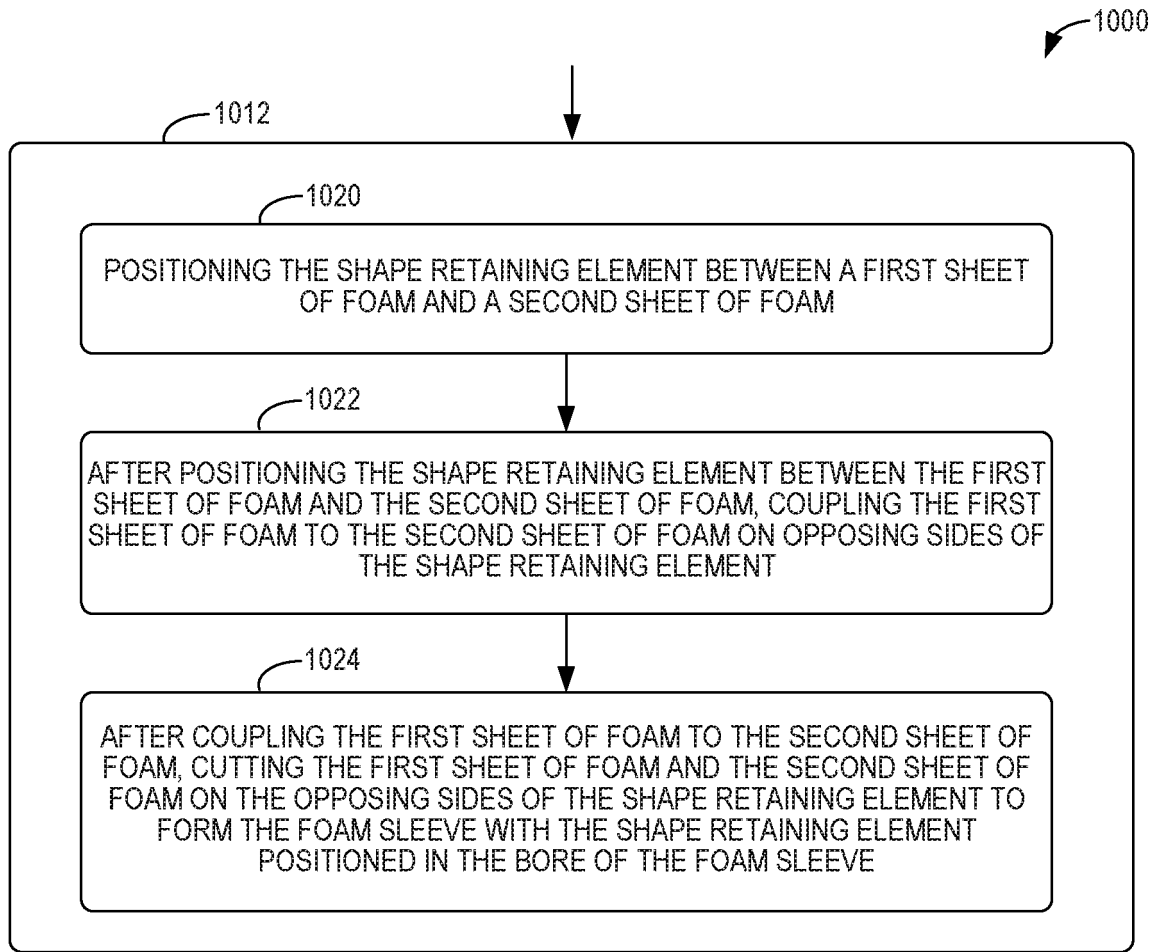 1000
1012
1020
POSITIONING THE SHAPE RETAINING ELEMENT BETWEEN A FIRST SHEET
OF FOAM AND A SECOND SHEET OF FOAM
1022
AFTER POSITIONING THE SHAPE RETAINING ELEMENT BETWEEN THE FIRST
SHEET OF FOAM AND THE SECOND SHEET OF FOAM, COUPLING THE FIRST
SHEET OF FOAM TO THE SECOND SHEET OF FOAM ON OPPOSING SIDES OF
THE SHAPE RETAINING ELEMENT
1024
AFTER COUPLING THE FIRST SHEET OF FOAM TO THE SECOND SHEET OF
FOAM, CUTTING THE FIRST SHEET OF FOAM AND THE SECOND SHEET OF
FOAM ON THE OPPOSING SIDES OF THE SHAPE RETAINING ELEMENT TO
FORM THE FOAM SLEEVE WITH THE SHAPE RETAINING ELEMENT
POSITIONED IN THE BORE OF THE FOAM SLEEVE